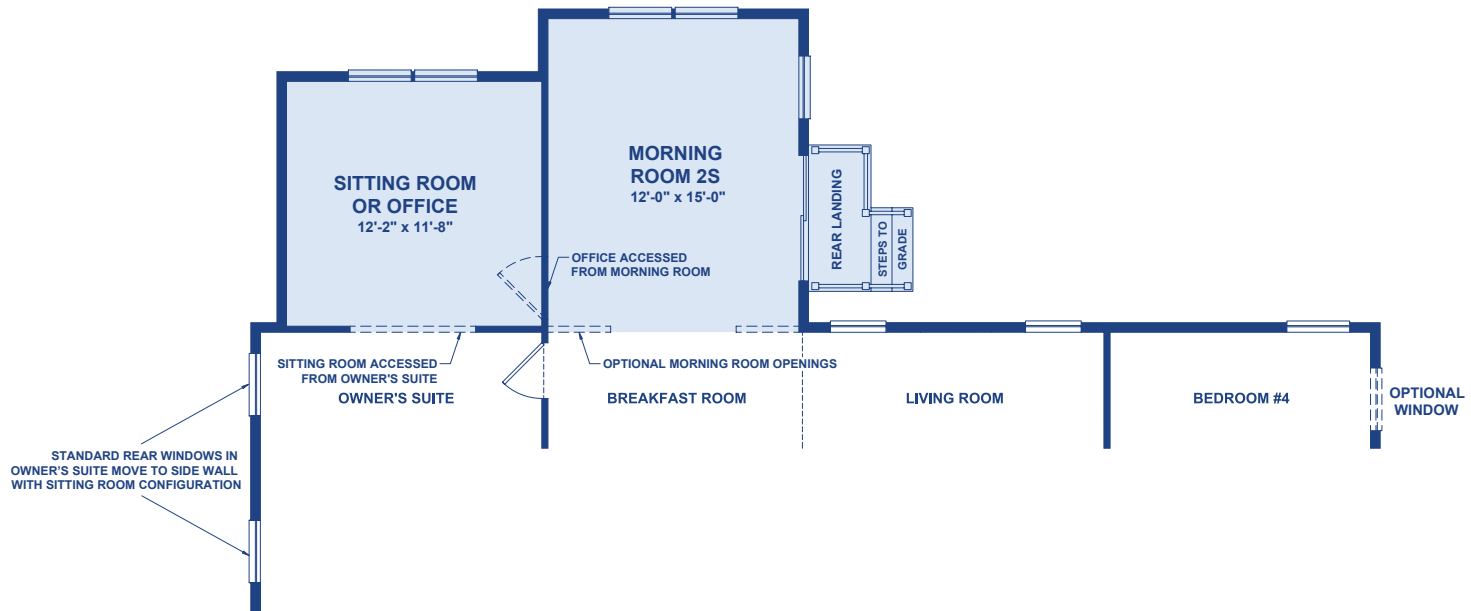 SITTING ROOM
OR OFFICE
12'-2" x 11'-8"
MORNING
ROOM 2S
12'-0" x 15'-0"
REAR LANDING
STEPS TO
GRADE
OFFICE ACCESSED
FROM MORNING ROOM
SITTING ROOM ACCESSED
FROM OWNER'S SUITE
OPTIONAL MORNING ROOM OPENINGS
OWNER'S SUITE
BREAKFAST ROOM
LIVING ROOM
BEDROOM #4
OPTIONAL
WINDOW
STANDARD REAR WINDOWS IN
OWNER'S SUITE MOVE TO SIDE WALL
WITH SITTING ROOM CONFIGURATION